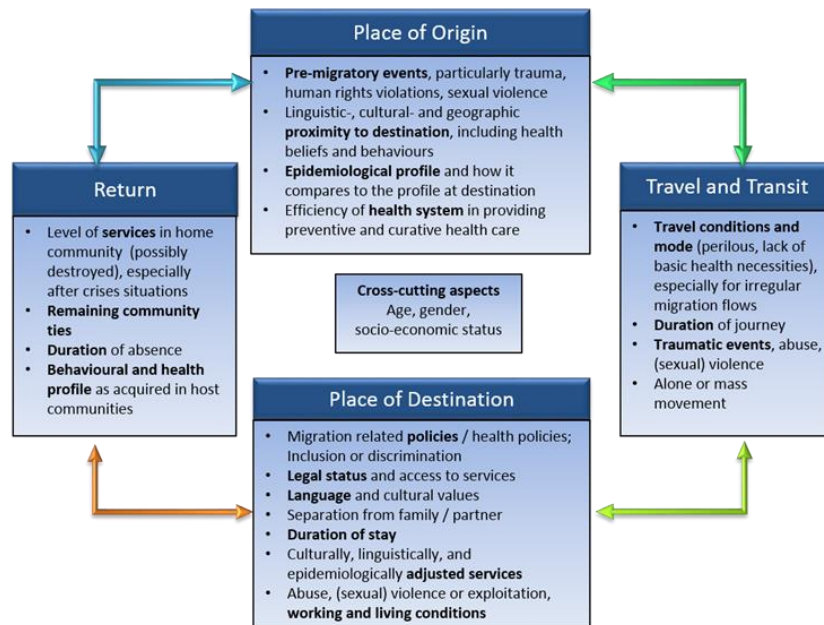 Place of Origin
• Pre-migratory events, particularly trauma,
human rights violations, sexual violence
• Linguistic-, cultural- and geographic
proximity to destination, including health
beliefs and behaviours
• Epidemiological profile and how it
compares to the profile at destination
• Efficiency of health system in providing
preventive and curative health care
Return
• Level of services in home
community (possibly
destroyed), especially
after crises situations
• Remaining community
ties
• Duration of absence
• Behavioural and health
profile as acquired in host
communities
Cross-cutting aspects
Age, gender,
socio-economic status
Travel and Transit
• Travel conditions and
mode (perilous, lack of
basic health necessities),
especially for irregular
migration flows
• Duration of journey
• Traumatic events, abuse,
(sexual) violence
• Alone or mass
movement
Place of Destination
• Migration related policies / health policies;
Inclusion or discrimination
• Legal status and access to services
• Language and cultural values
• Separation from family / partner
• Duration of stay
• Culturally, linguistically, and
epidemiologically adjusted services
• Abuse, (sexual) violence or exploitation,
working and living conditions